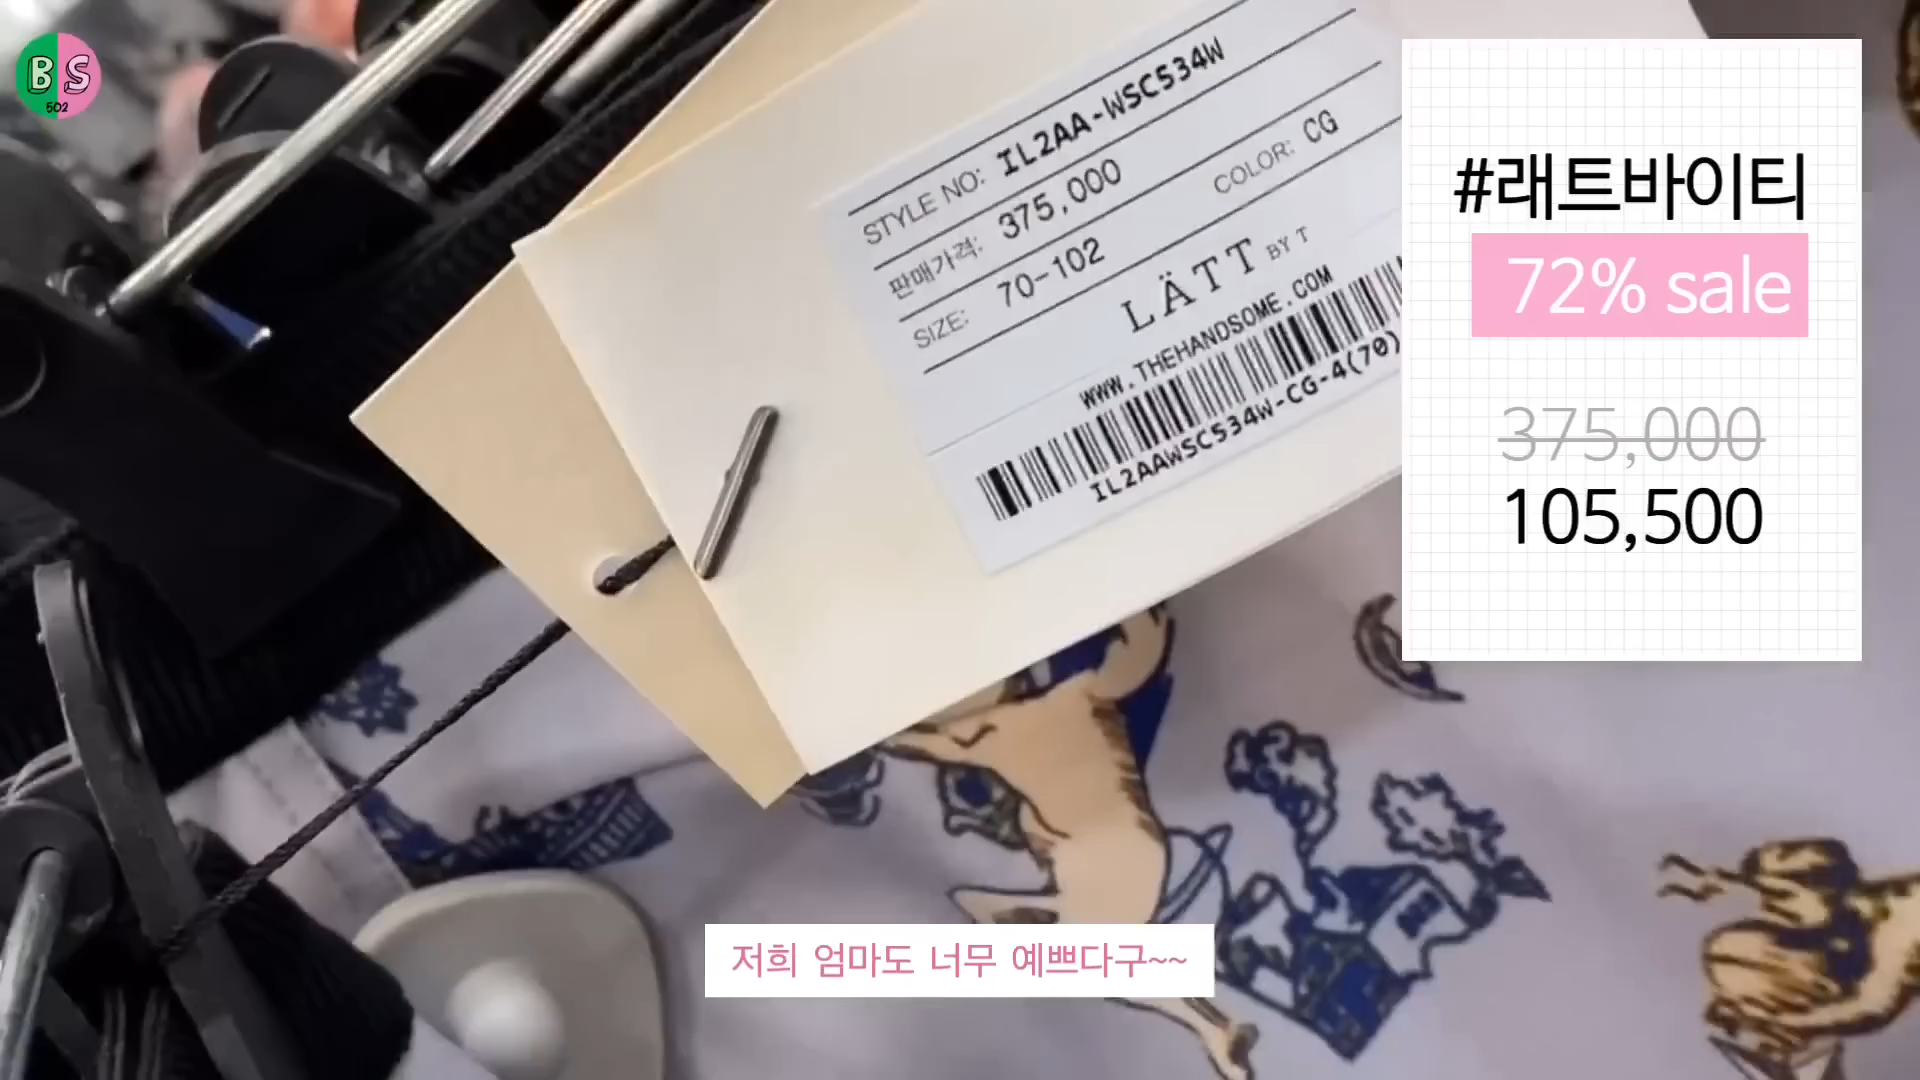 BS
502
STYLE NO: IL2AA-WSC534W
판매가격: 375,000
COLOR: CG
SIZE: 70-102
LÄTT BY T
WWW.THEHANDSOME.COM
IL2AAWSC534W-CG-4(70)
#래트바이티
72% sale
375,000
105,500
저희 엄마도 너무 예쁘다구~~